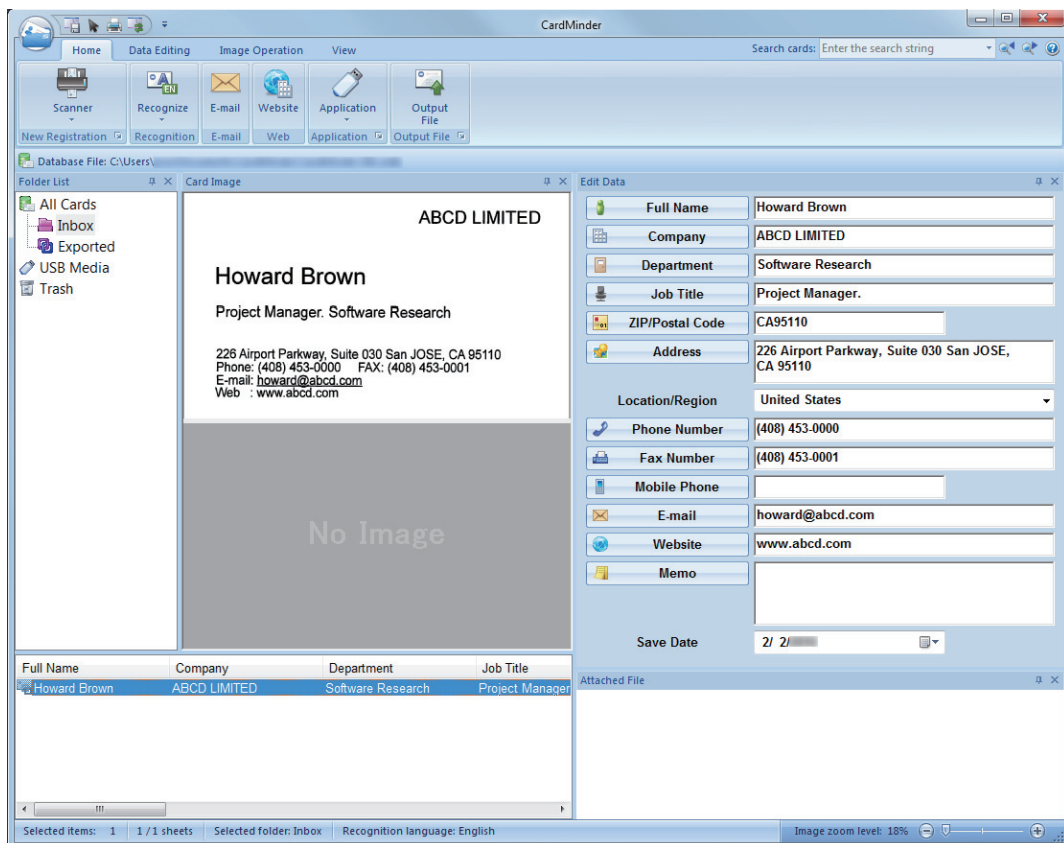 CardMinder
Home Data Editing Image Operation View
Search cards: Enter the search string
Scanner
Recognize
E-mail
Website
Application
Output
File
New Registration Recognition E-mail Web Application Output File
Database File: C:\Users\
Folder List
All Cards
Inbox
Exported
USB Media
Trash
Card Image
ABCD LIMITED
Howard Brown
Project Manager. Software Research
226 Airport Parkway, Suite 030 San JOSE, CA 95110
Phone: (408) 453-0000 FAX: (408) 453-0001
E-mail: howard@abcd.com
Web : www.abcd.com
No Image
Edit Data
Full Name Howard Brown
Company ABCD LIMITED
Department Software Research
Job Title Project Manager.
ZIP/Postal Code CA95110
Address 226 Airport Parkway, Suite 030 San JOSE,
CA 95110
Location/Region United States
Phone Number (408) 453-0000
Fax Number (408) 453-0001
Mobile Phone
E-mail howard@abcd.com
Website www.abcd.com
Memo
Save Date 2/ 2/
Full Name Company Department Job Title
Howard Brown ABCD LIMITED Software Research Project Manager
Attached File
Selected items: 1 1 / 1 sheets Selected folder: Inbox Recognition language: English
Image zoom level: 18%